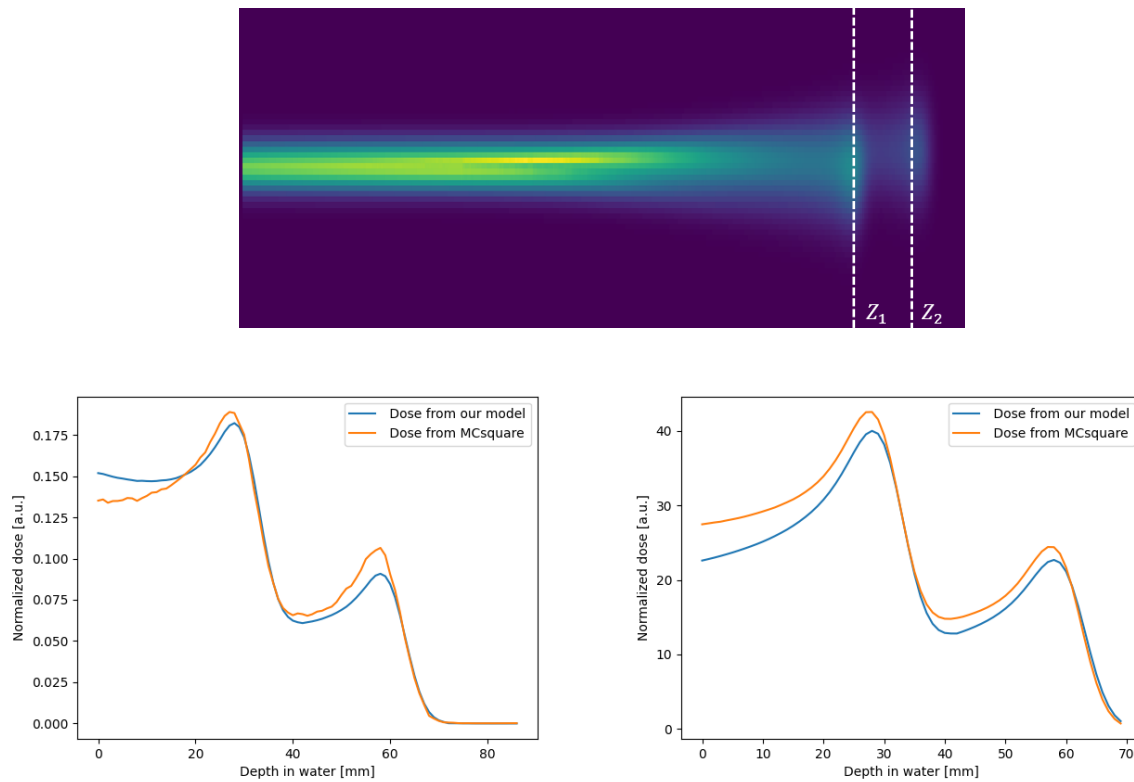 Z₁
Z₂
Dose from our model
Dose from MCsquare
Normalized dose [a.u.]
0.175
0.150
0.125
0.100
0.075
0.050
0.025
0.000
0
20
40
60
80
Depth in water [mm]
Dose from our model
Dose from MCsquare
Normalized dose [a.u.]
40
30
20
10
0
0
10
20
30
40
50
60
70
Depth in water [mm]